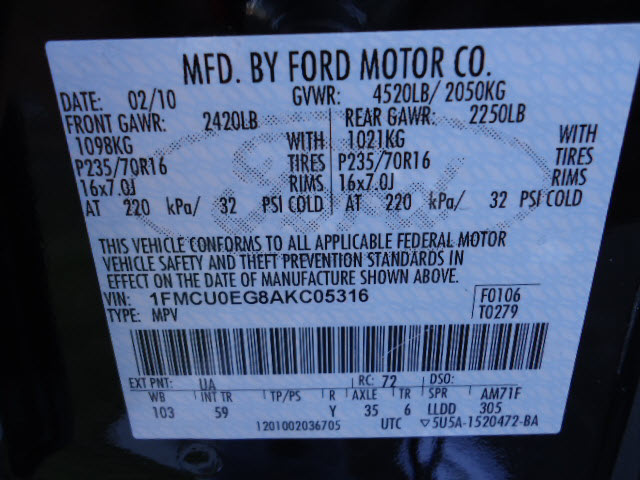 MFD. BY FORD MOTOR CO.
DATE: 02/10 GVWR: 4520LB/ 2050KG
FRONT GAWR: 2420LB REAR GAWR: 2250LB
1098KG WITH 1021KG WITH
P235/70R16 TIRES P235/70R16 TIRES
16x7.0J RIMS 16x7.0J RIMS
AT 220 kPa/ 32 PSI COLD AT 220 kPa/ 32 PSI COLD
Ford
THIS VEHICLE CONFORMS TO ALL APPLICABLE FEDERAL MOTOR
VEHICLE SAFETY AND THEFT PREVENTION STANDARDS IN
EFFECT ON THE DATE OF MANUFACTURE SHOWN ABOVE.
VIN: 1FMCU0EG8AKC05316 F0106
TYPE: MPV T0279
EXT PNT: UA RC: 72 DSO:
WB INT TR TP/PS R AXLE TR SPR AM71F
103 59 Y 35 6 LLDD 305
1201002036705 UTC ▽5U5A-1520472-BA